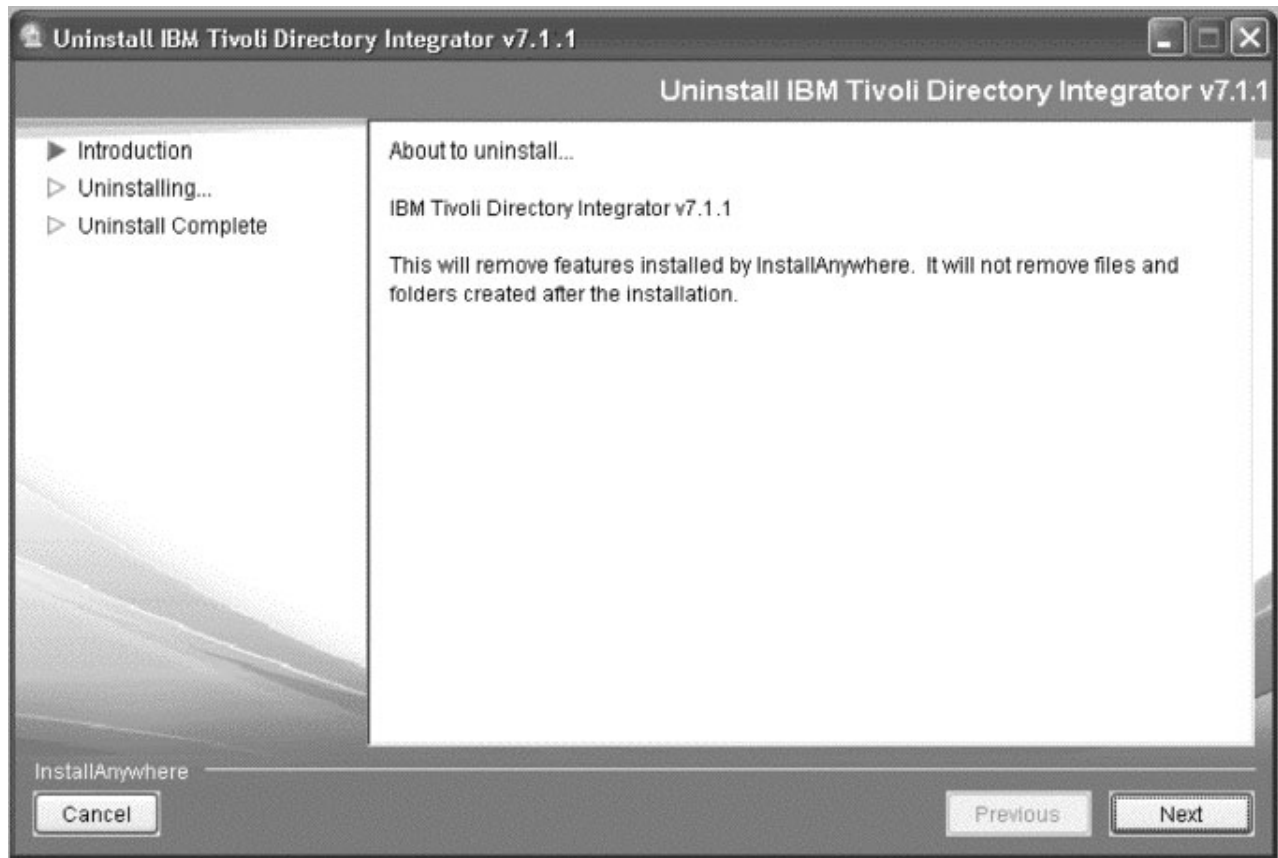 Uninstall IBM Tivoli Directory Integrator v7.1.1
Uninstall IBM Tivoli Directory Integrator v7.1.1
Introduction
Uninstalling...
Uninstall Complete
About to uninstall...
IBM Tivoli Directory Integrator v7.1.1
This will remove features installed by InstallAnywhere. It will not remove files and
folders created after the installation.
InstallAnywhere
Cancel
Previous
Next